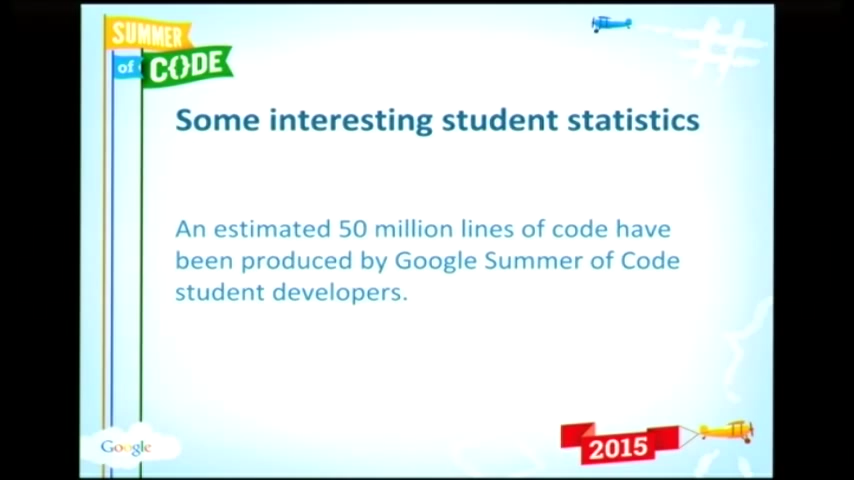 SUMMER
of CODE
Some interesting student statistics
An estimated 50 million lines of code have
been produced by Google Summer of Code
student developers.
Google
2015